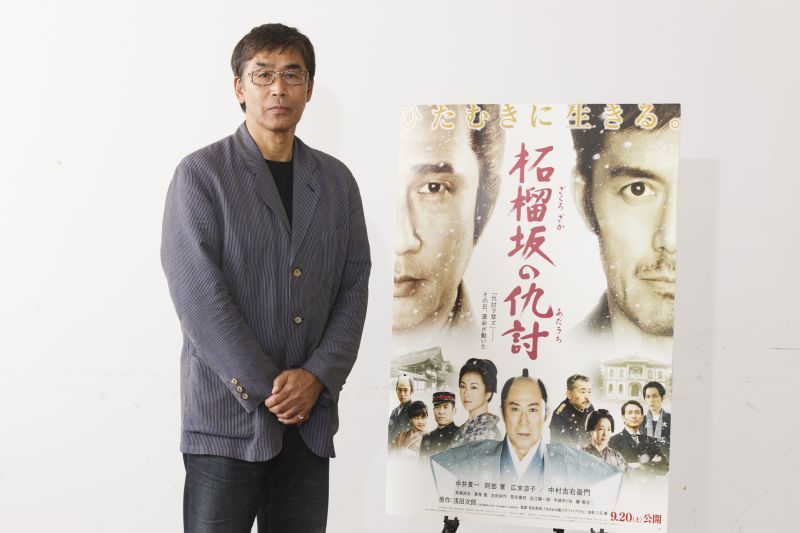 ひたむきに生きる。
柘榴坂の仇討
ざくろざか
あだうち
「仇討ヲ禁ズ」――
その日、運命が動いた
中井貴一 阿部寛 広末涼子／中村吉右衛門
原作：浅田次郎
9.20(土)公開